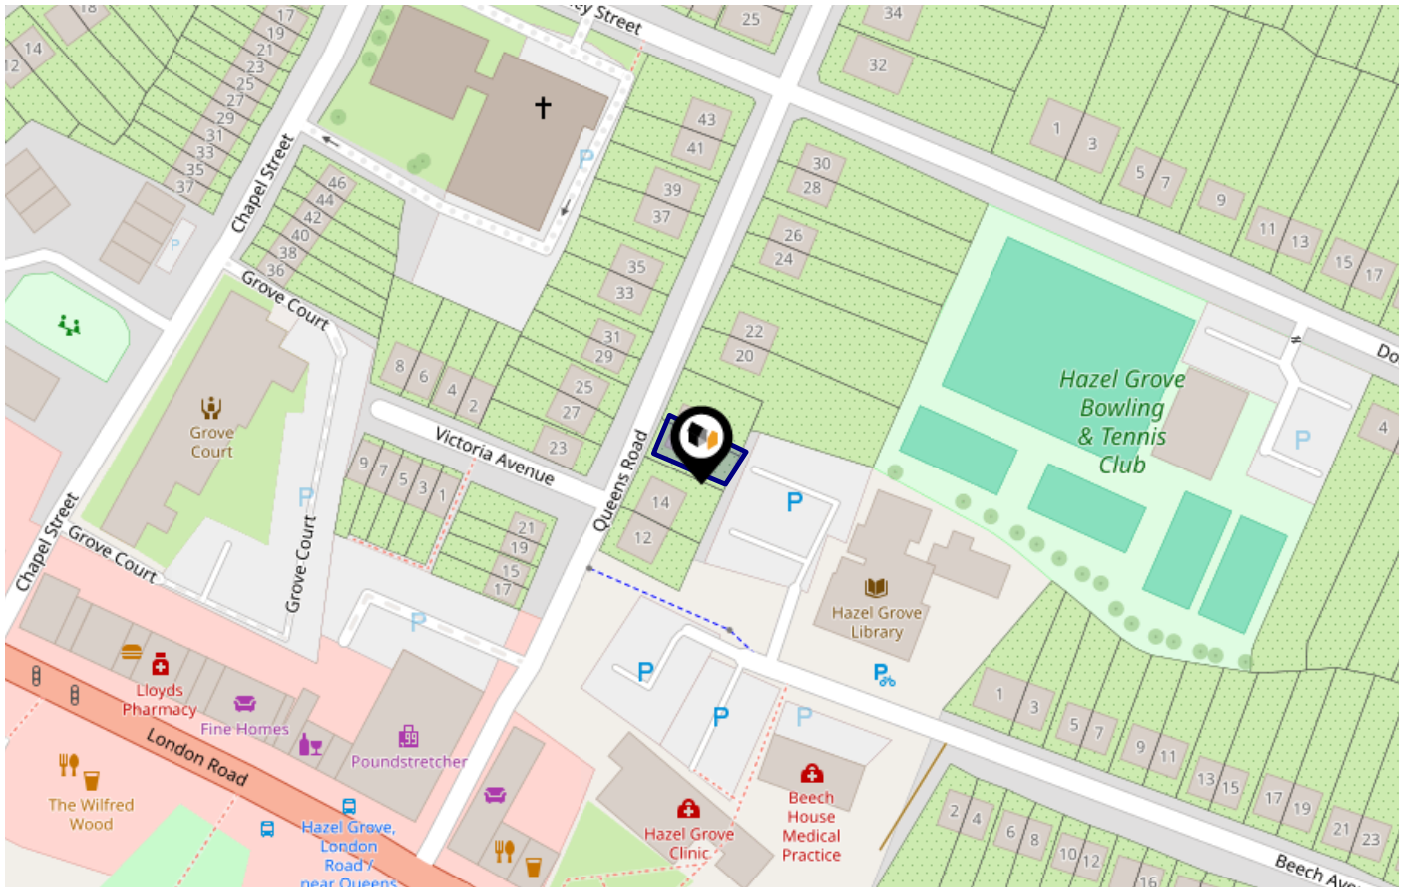 18
17
19
21
23
25
27
29
31
33
35
37
14
12
ty Street
25
34
32
Chapel Street
P
P
43
41
39
37
35
33
31
29
25
27
23
30
28
26
24
22
20
1
3
5
7
9
11
13
15
17
46
44
42
40
38
36
Grove Court
8
6
4
2
Grove
Court
Victoria Avenue
Queens Road
9
7
5
3
1
P
Grove Court
21
19
15
17
14
12
P
Hazel Grove
Bowling
& Tennis
Club
P
4
Do
Chapel Street
Grove Court
P
Hazel Grove
Library
P
P
P
P
Lloyds
Pharmacy
Fine Homes
Poundstretcher
London Road
The Wilfred
Wood
Hazel Grove,
London
Road /
near Queens
Hazel Grove
Clinic
Beech
House
Medical
Practice
1
3
5
7
9
11
13
15
17
19
21
23
2
4
6
8
10
12
16
Beech Ave